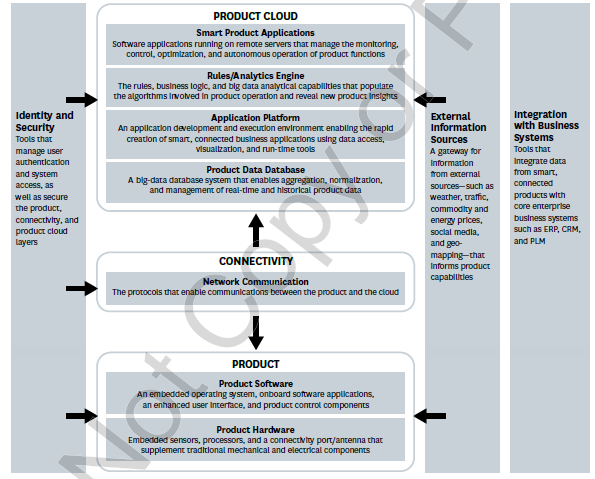 PRODUCT CLOUD
Smart Product Applications
Software applications running on remote servers that manage the monitoring,
control, optimization, and autonomous operation of product functions
Rules/Analytics Engine
The rules, business logic, and big data analytical capabilities that populate
the algorithms involved in product operation and reveal new product insights
Application Platform
An application development and execution environment enabling the rapid
creation of smart, connected business applications using data access,
visualization, and run-time tools
Product Data Database
A big-data database system that enables aggregation, normalization,
and management of real-time and historical product data
CONNECTIVITY
Network Communication
The protocols that enable communications between the product and the cloud
PRODUCT
Product Software
An embedded operating system, onboard software applications,
an enhanced user interface, and product control components
Product Hardware
Embedded sensors, processors, and a connectivity port/antenna that
supplement traditional mechanical and electrical components
Identity and
Security
Tools that
manage user
authentication
and system
access, as
well as secure
the product,
connectivity, and
product cloud
layers
External
Information
Sources
A gateway for
information
from external
sources—such as
weather, traffic,
commodity and
energy prices,
social media,
and geo-
mapping—that
informs product
capabilities
Integration
with Business
Systems
Tools that
integrate data
from smart,
connected
products with
core enterprise
business systems
such as ERP, CRM,
and PLM
Not Copy or P